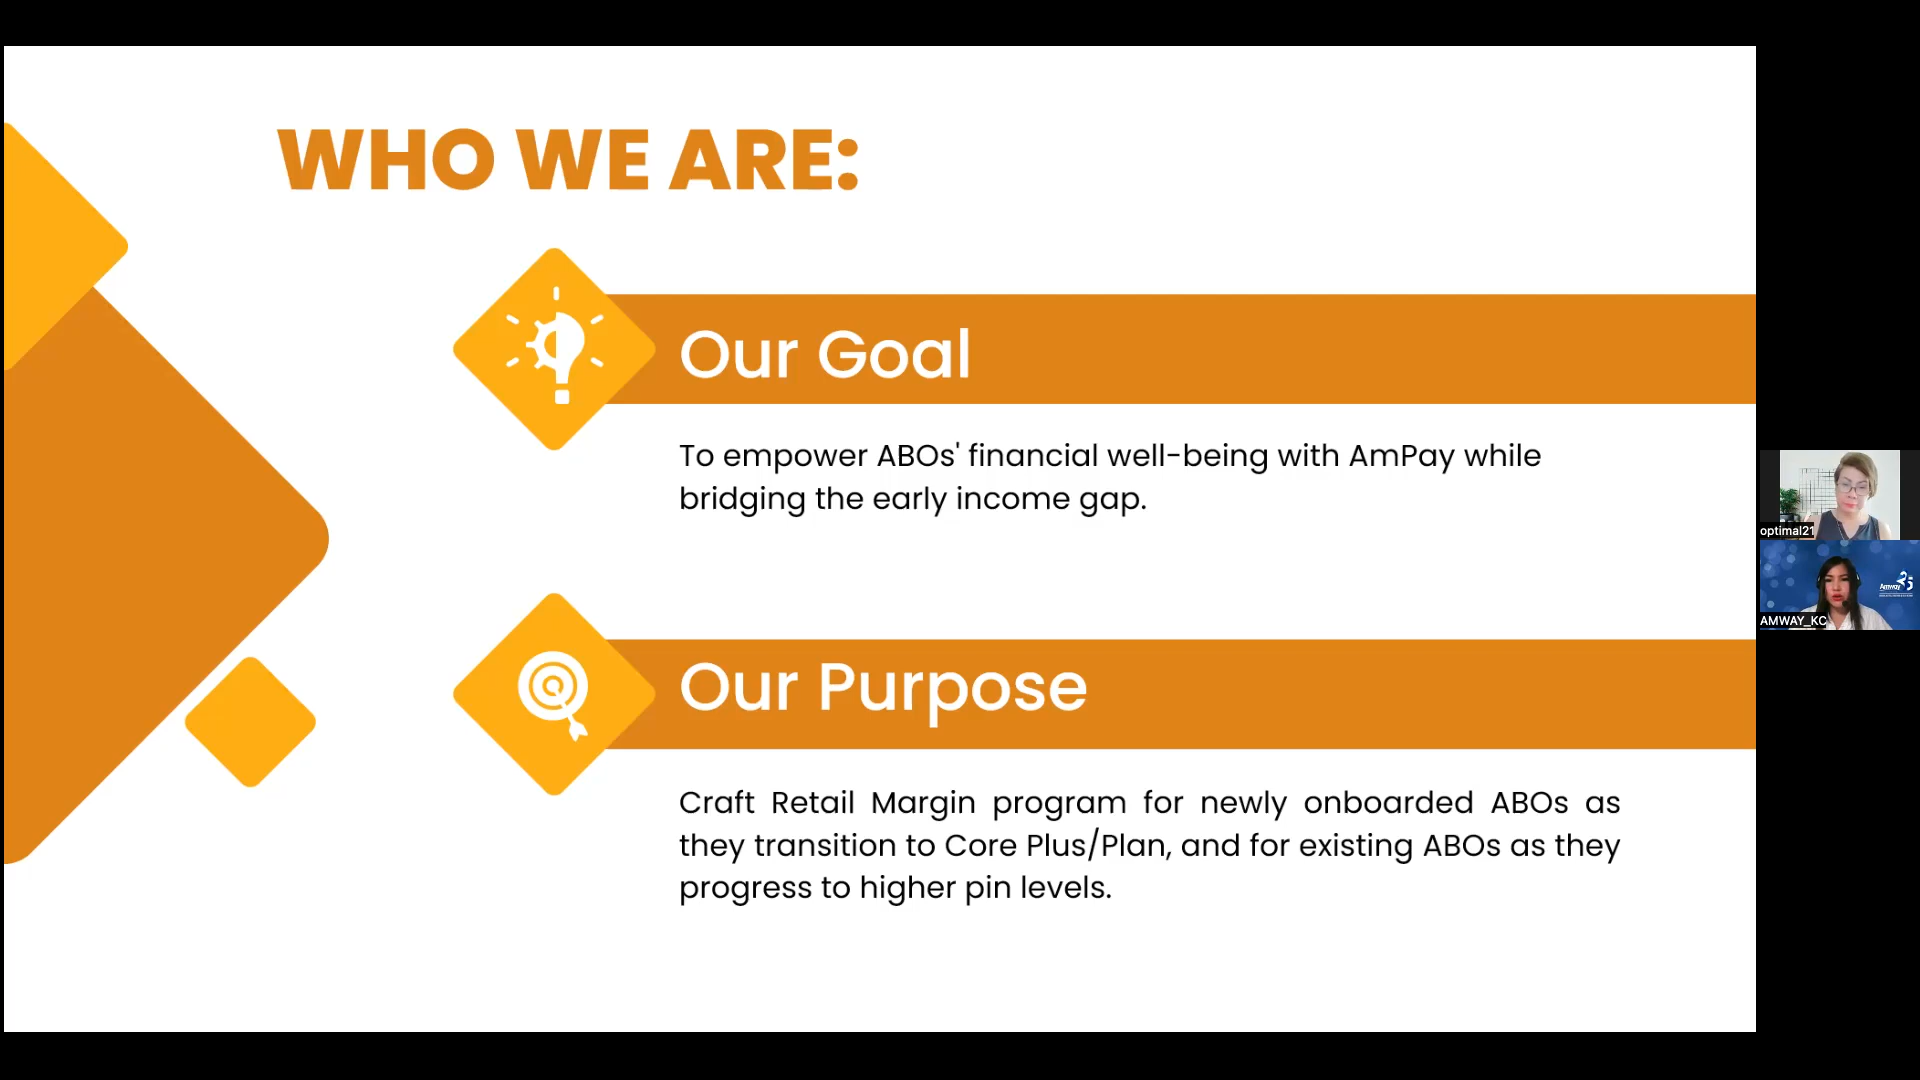 WHO WE ARE:
Our Goal
To empower ABOs' financial well-being with AmPay while
bridging the early income gap.
Our Purpose
Craft Retail Margin program for newly onboarded ABOs as
they transition to Core Plus/Plan, and for existing ABOs as they
progress to higher pin levels.
optimal21
Amway
AMWAY_KC